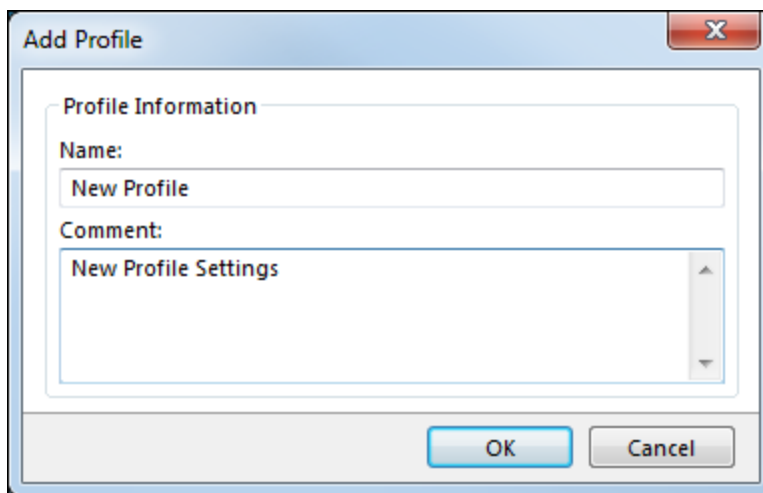 Add Profile
Profile Information
Name:
New Profile
Comment:
New Profile Settings
OK
Cancel